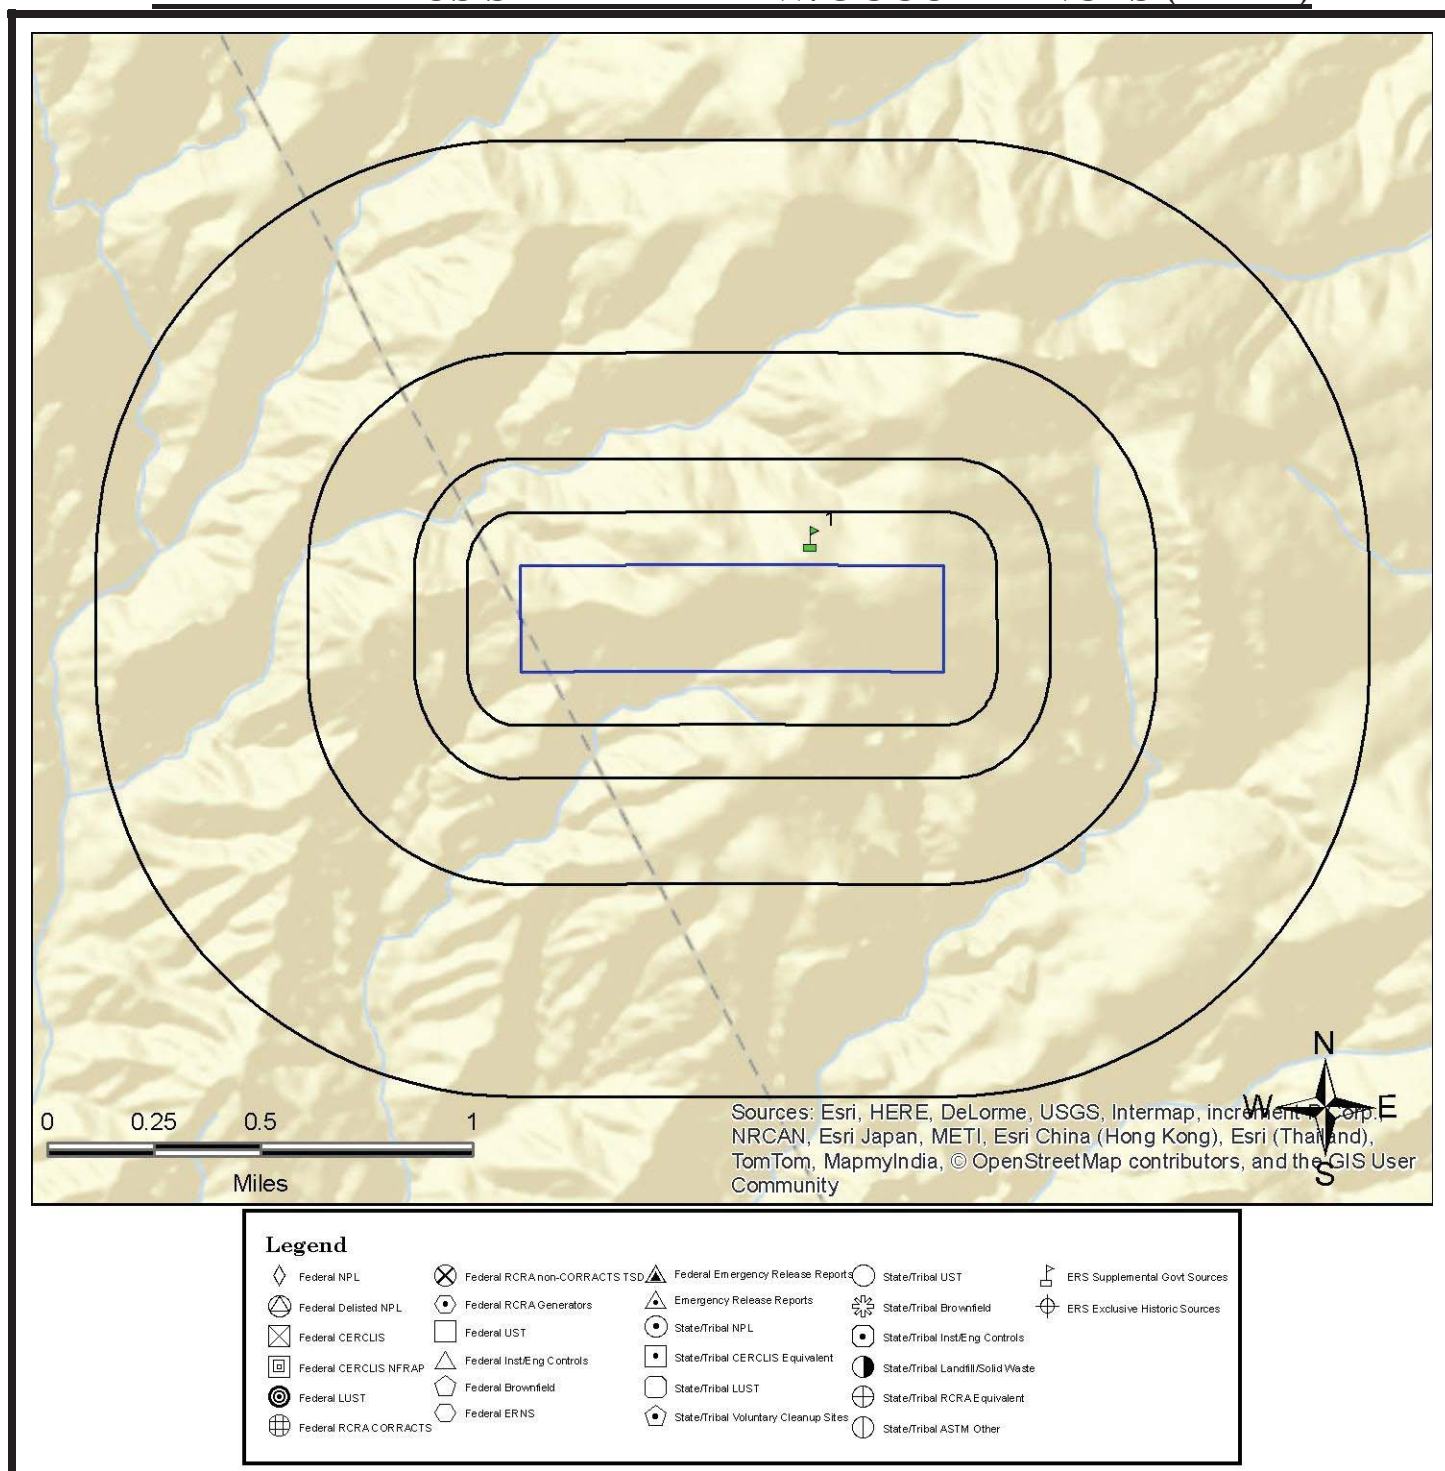 1
N
W E
S
0 0.25 0.5 1
Miles
Sources: Esri, HERE, DeLorme, USGS, Intermap, increment P Corp.,
NRCAN, Esri Japan, METI, Esri China (Hong Kong), Esri (Thailand),
TomTom, MapmyIndia, © OpenStreetMap contributors, and the GIS User
Community
Legend
Federal NPL
Federal Delisted NPL
Federal CERCLIS
Federal CERCLIS NFRAP
Federal LUST
Federal RCRA CORRACTS
Federal RCRA non-CORRACTS TSD
Federal RCRA Generators
Federal UST
Federal Inst/Eng Controls
Federal Brownfield
Federal ERNS
Federal Emergency Release Reports
Emergency Release Reports
State/Tribal NPL
State/Tribal CERCLIS Equivalent
State/Tribal LUST
State/Tribal Voluntary Cleanup Sites
State/Tribal UST
State/Tribal Brownfield
State/Tribal Inst/Eng Controls
State/Tribal Landfill/Solid Waste
State/Tribal RCRA Equivalent
State/Tribal ASTM Other
ERS Supplemental Govt Sources
ERS Exclusive Historic Sources